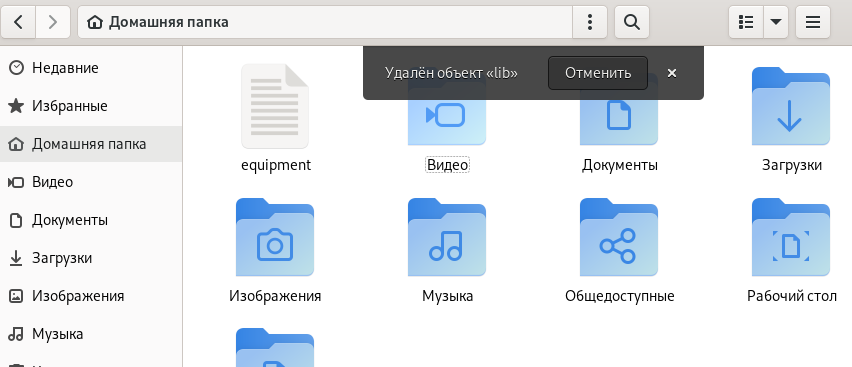 Домашняя папка
Удалён объект «lib»
Отменить
Недавние
Избранные
Домашняя папка
Видео
Документы
Загрузки
Изображения
Музыка
equipment
Видео
Документы
Загрузки
Изображения
Музыка
Общедоступные
Рабочий стол